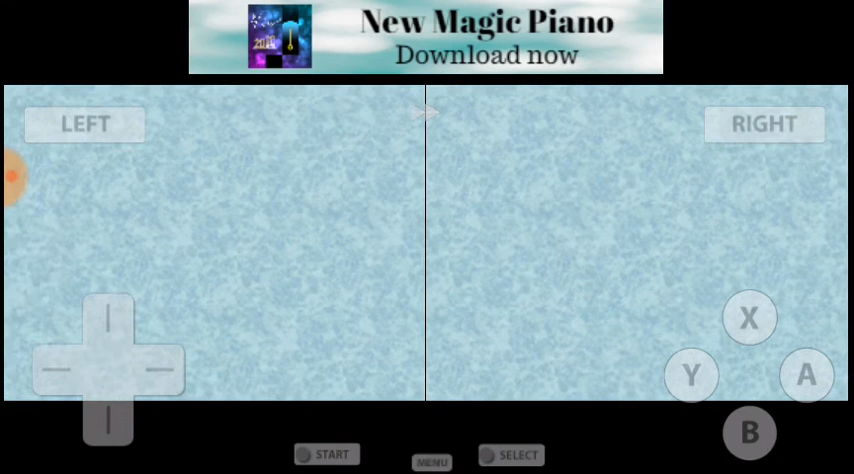 New Magic Piano
Download now
LEFT
RIGHT
X
Y
A
B
START
MENU
SELECT